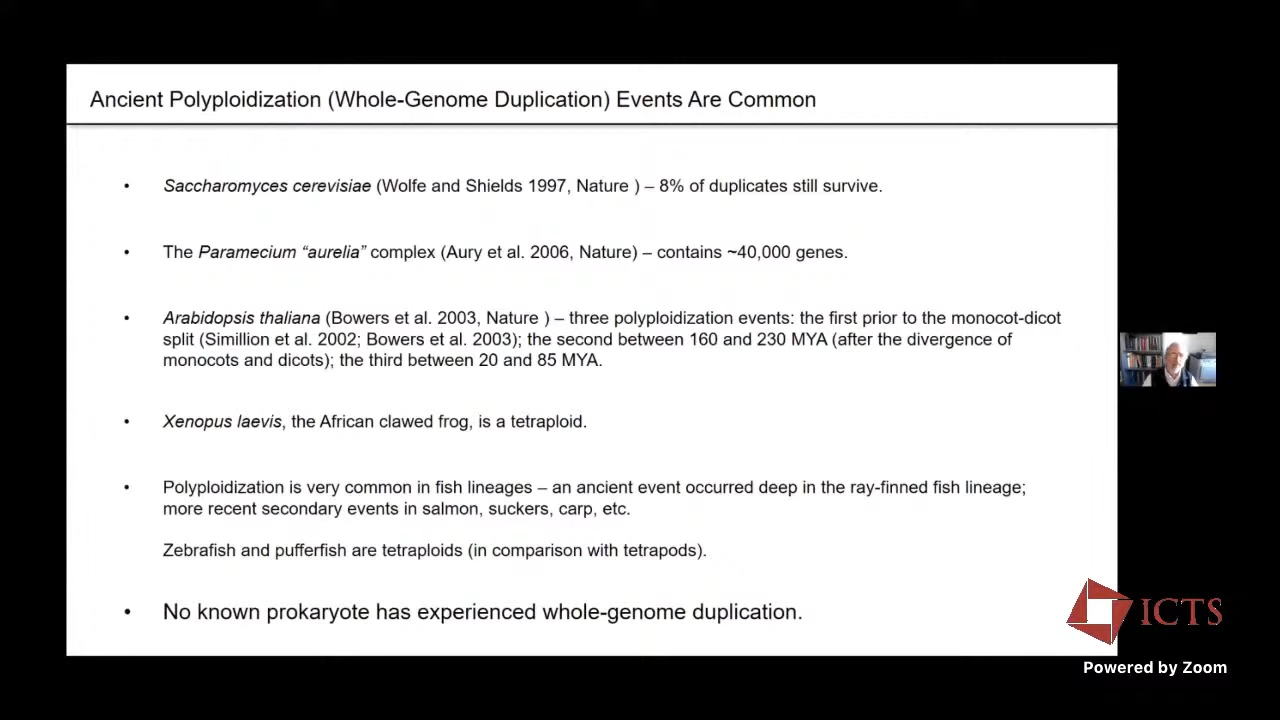 Ancient Polyploidization (Whole-Genome Duplication) Events Are Common
• Saccharomyces cerevisiae (Wolfe and Shields 1997, Nature ) – 8% of duplicates still survive.
• The Paramecium “aurelia” complex (Aury et al. 2006, Nature) – contains ~40,000 genes.
• Arabidopsis thaliana (Bowers et al. 2003, Nature ) – three polyploidization events: the first prior to the monocot-dicot
split (Simillion et al. 2002; Bowers et al. 2003); the second between 160 and 230 MYA (after the divergence of
monocots and dicots); the third between 20 and 85 MYA.
• Xenopus laevis, the African clawed frog, is a tetraploid.
• Polyploidization is very common in fish lineages – an ancient event occurred deep in the ray-finned fish lineage;
more recent secondary events in salmon, suckers, carp, etc.
Zebrafish and pufferfish are tetraploids (in comparison with tetrapods).
• No known prokaryote has experienced whole-genome duplication.
ICTS
Powered by Zoom